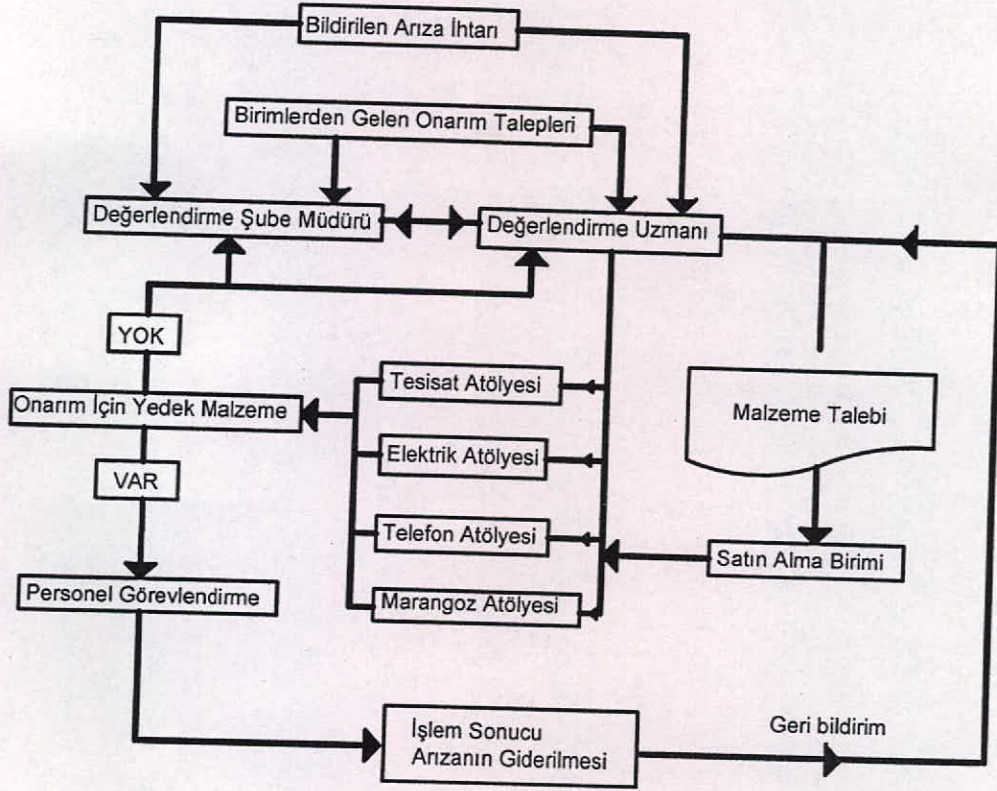 Bildirilen Arıza İhtarı
Birimlerden Gelen Onarım Talepleri
Değerlendirme Şube Müdürü
Değerlendirme Uzmanı
YOK
Tesisat Atölyesi
Onarım İçin Yedek Malzeme
Malzeme Talebi
Elektrik Atölyesi
VAR
Telefon Atölyesi
Satın Alma Birimi
Personel Görevlendirme
Marangoz Atölyesi
İşlem Sonucu
Arızanın Giderilmesi
Geri bildirim